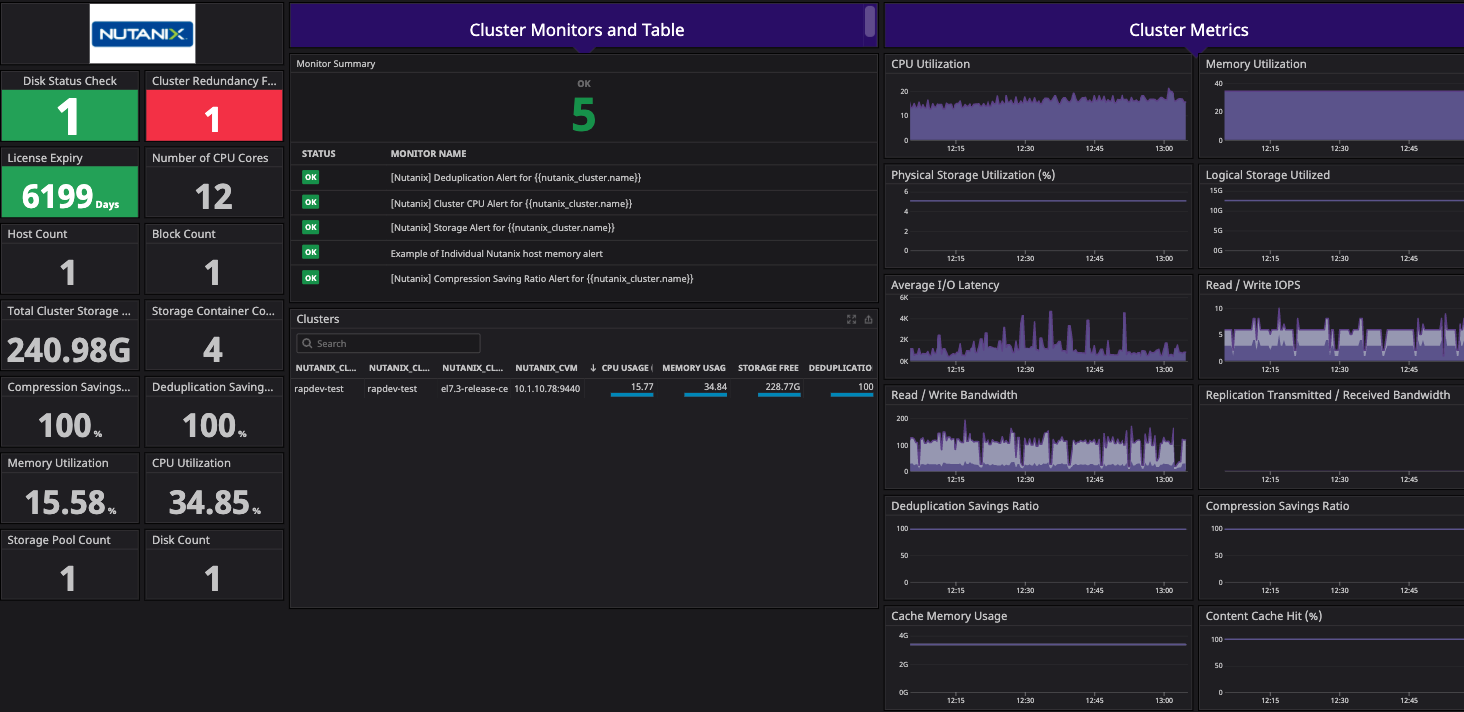 NUTANIX
Disk Status Check
1
Cluster Redundancy F...
1
License Expiry
6199 Days
Number of CPU Cores
12
Host Count
1
Block Count
1
Total Cluster Storage ...
240.98G
Storage Container Co...
4
Compression Savings...
100 %
Deduplication Saving...
100 %
Memory Utilization
15.58 %
CPU Utilization
34.85 %
Storage Pool Count
1
Disk Count
1
Cluster Monitors and Table
Monitor Summary
OK
5
STATUS MONITOR NAME
OK [Nutanix] Deduplication Alert for {{nutanix_cluster.name}}
OK [Nutanix] Cluster CPU Alert for {{nutanix_cluster.name}}
OK [Nutanix] Storage Alert for {{nutanix_cluster.name}}
OK Example of Individual Nutanix host memory alert
OK [Nutanix] Compression Saving Ratio Alert for {{nutanix_cluster.name}}
Clusters
Search
NUTANIX_CL... NUTANIX_CL... NUTANIX_CL... NUTANIX_CVM ↓ CPU USAGE ( MEMORY USAG STORAGE FREE DEDUPLICATIO
rapdev-test rapdev-test el7.3-release-ce 10.1.10.78:9440 15.77 34.84 228.77G 100
Cluster Metrics
CPU Utilization
20
10
0
12:15 12:30 12:45 13:00
Memory Utilization
40
20
0
12:15 12:30 12:45
Physical Storage Utilization (%)
6
4
2
0
12:15 12:30 12:45 13:00
Logical Storage Utilized
15G
10G
5G
0G
12:15 12:30 12:45
Average I/O Latency
6K
4K
2K
0K
12:15 12:30 12:45 13:00
Read / Write IOPS
10
5
0
12:15 12:30 12:45
Read / Write Bandwidth
200
100
0
12:15 12:30 12:45 13:00
Replication Transmitted / Received Bandwidth
12:15 12:30 12:45
Deduplication Savings Ratio
100
50
0
12:15 12:30 12:45 13:00
Compression Savings Ratio
100
50
0
12:15 12:30 12:45
Cache Memory Usage
4G
2G
0G
12:15 12:30 12:45 13:00
Content Cache Hit (%)
100
50
0
12:15 12:30 12:45